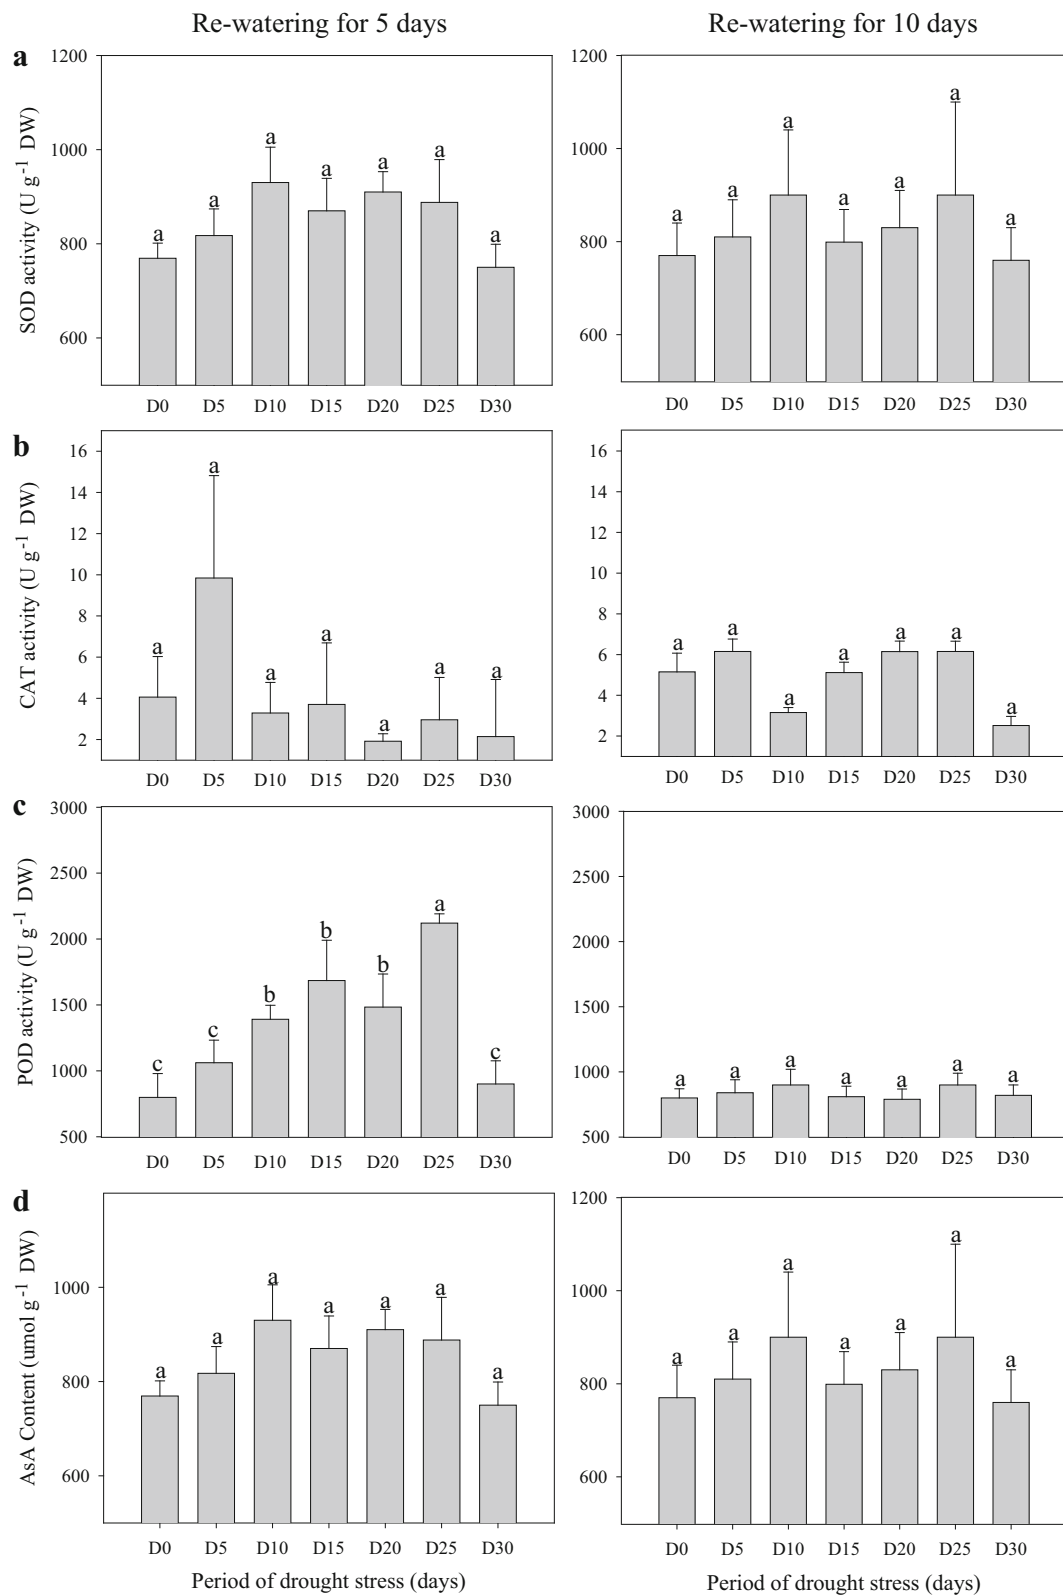 Re-watering for 5 days
Re-watering for 10 days
a
SOD activity (U g⁻¹ DW)
1200
1000
800
600
a a a a a a a
D0 D5 D10 D15 D20 D25 D30
1200
1000
800
600
a a a a a a a
D0 D5 D10 D15 D20 D25 D30
b
CAT activity (U g⁻¹ DW)
16
14
12
10
8
6
4
2
a a a a a a a
D0 D5 D10 D15 D20 D25 D30
16
14
12
10
8
6
4
2
a a a a a a a
D0 D5 D10 D15 D20 D25 D30
c
POD activity (U g⁻¹ DW)
3000
2500
2000
1500
1000
500
c c b b b a c
D0 D5 D10 D15 D20 D25 D30
3000
2500
2000
1500
1000
500
a a a a a a a
D0 D5 D10 D15 D20 D25 D30
d
AsA Content (umol g⁻¹ DW)
1000
800
600
a a a a a a a
D0 D5 D10 D15 D20 D25 D30
Period of drought stress (days)
1200
1000
800
600
a a a a a a a
D0 D5 D10 D15 D20 D25 D30
Period of drought stress (days)